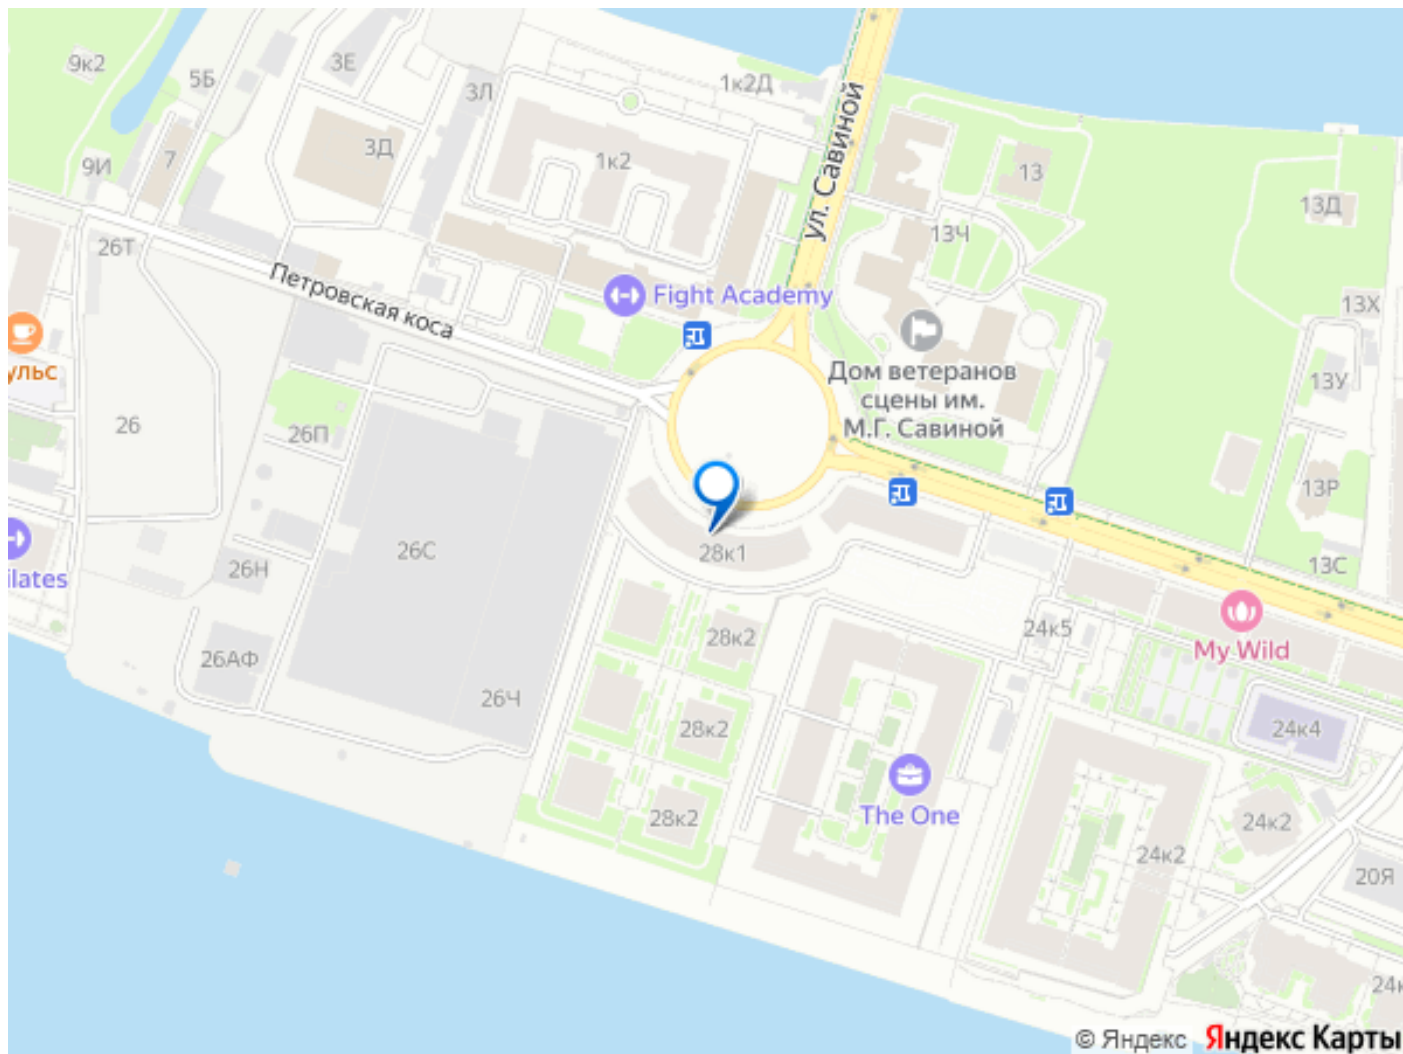 9к2
5Б
3Е
3Л
1к2Д
3Д
1к2
9И
7
ул. Савиной
13
13Д
13Ч
26Т
Петровская коса
Fight Academy
13Х
ульс
Дом ветеранов
сцены им.
М.Г. Савиной
13У
26
26П
13Р
26С
28к1
13С
26Н
ilates
28к2
24к5
My Wild
26АФ
26Ч
28к2
24к4
The One
28к2
24к2
24к2
20Я
24к
© Яндекс Яндекс Карты